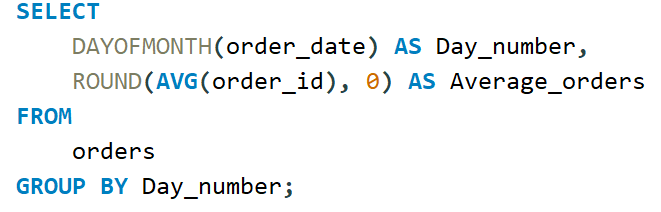 SELECT
DAYOFMONTH(order_date) AS Day_number,
ROUND(AVG(order_id), 0) AS Average_orders
FROM
orders
GROUP BY Day_number;